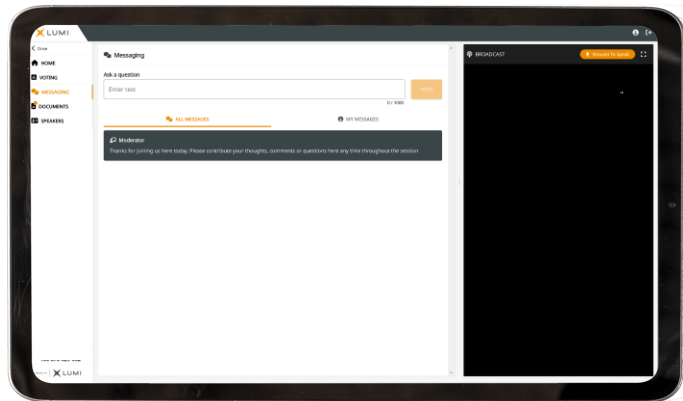 LUMI
Close
HOME
VOTING
MESSAGING
DOCUMENTS
SPEAKERS
Messaging
Ask a question
Enter text
SEND
0 / 1000
ALL MESSAGES
MY MESSAGES
Moderator
Thanks for joining us here today. Please contribute your thoughts, comments or questions here any time throughout the session
BROADCAST
Request To Speak
LUMI